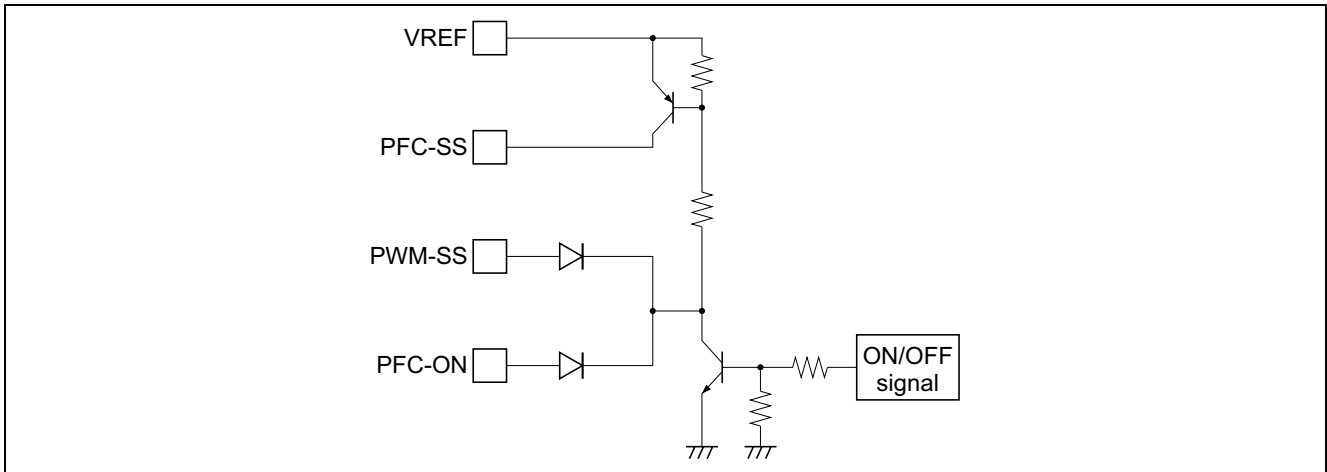 VREF
PFC-SS
PWM-SS
PFC-ON
ON/OFF
signal